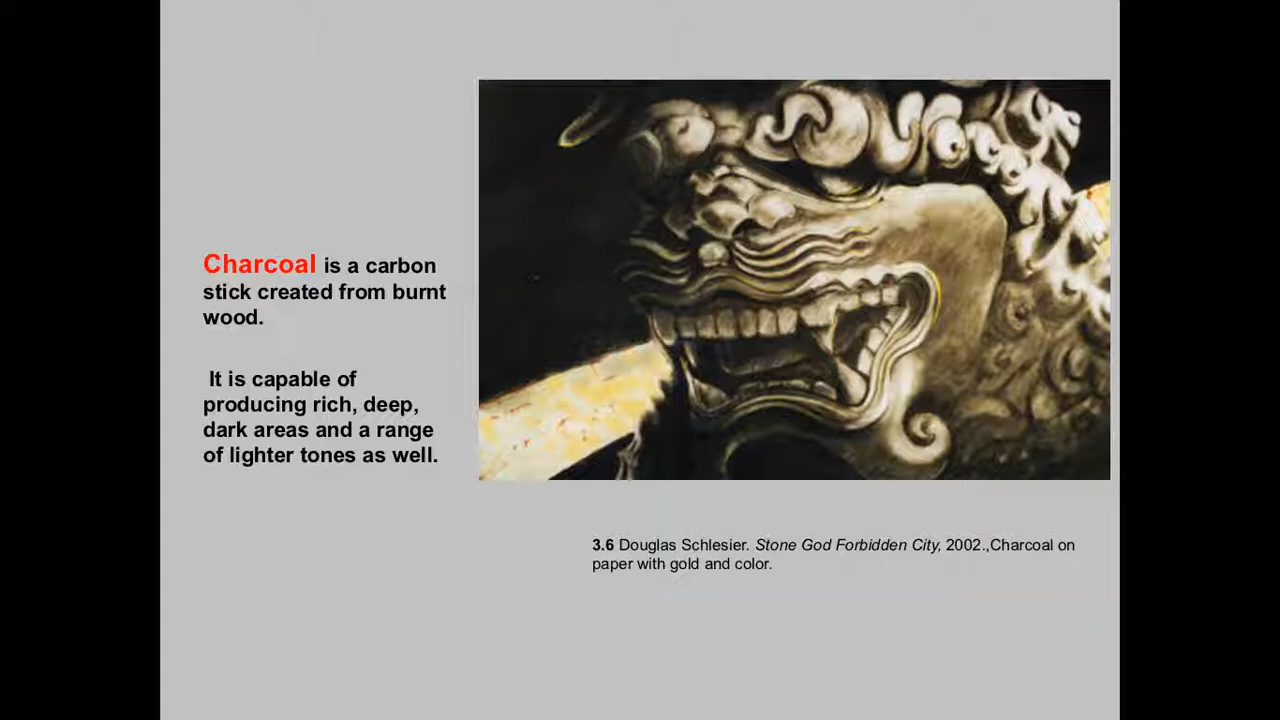 Charcoal is a carbon
stick created from burnt
wood.
It is capable of
producing rich, deep,
dark areas and a range
of lighter tones as well.
3.6 Douglas Schlesier. Stone God Forbidden City, 2002.,Charcoal on
paper with gold and color.